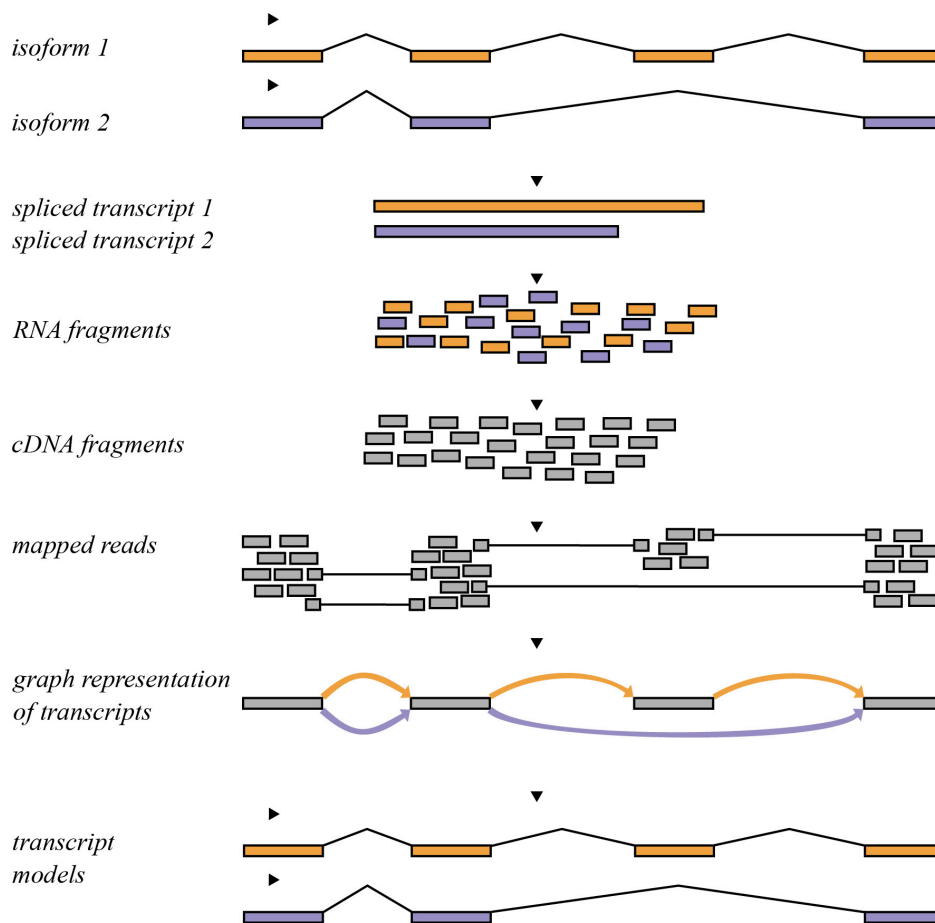 isoform 1
isoform 2
spliced transcript 1
spliced transcript 2
RNA fragments
cDNA fragments
mapped reads
graph representation
of transcripts
transcript
models